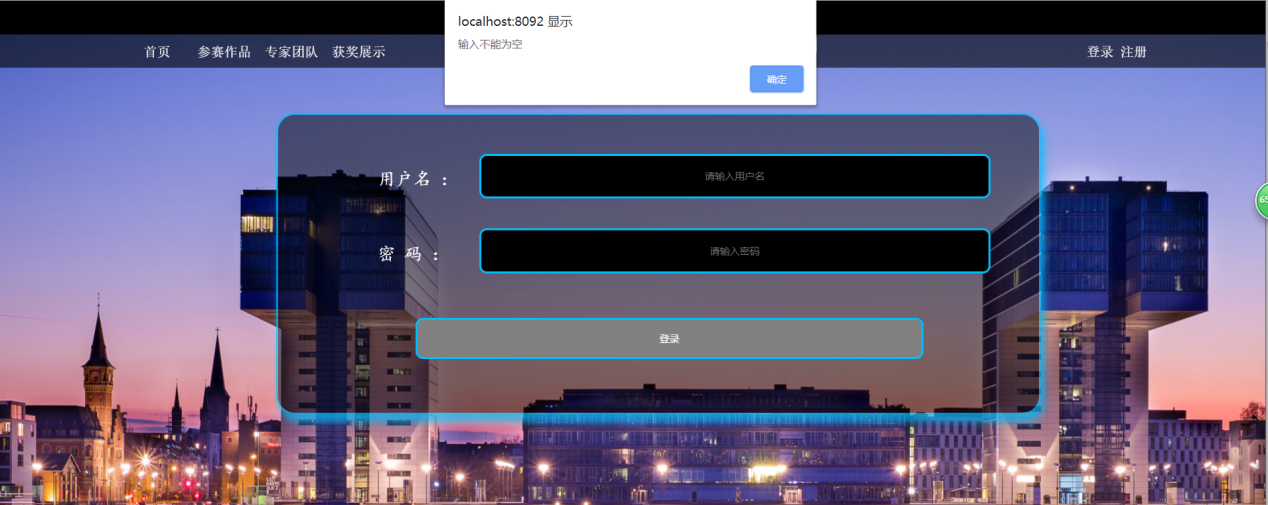 localhost:8092 显示
输入不能为空
确定
首页 参赛作品 专家团队 获奖展示 登录 注册
用户名 : 请输入用户名
密 码 : 请输入密码
登录